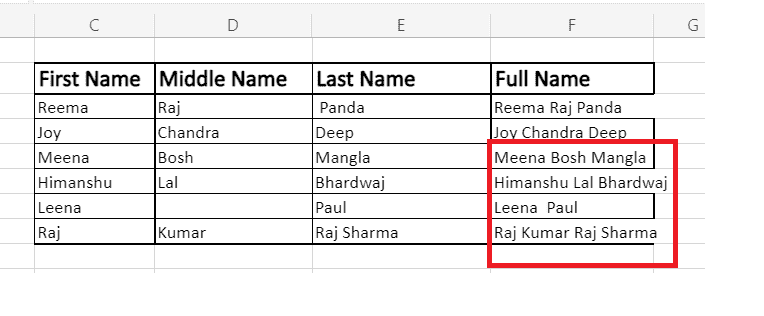 C D E F G
First Name Middle Name Last Name Full Name
Reema Raj Panda Reema Raj Panda
Joy Chandra Deep Joy Chandra Deep
Meena Bosh Mangla Meena Bosh Mangla
Himanshu Lal Bhardwaj Himanshu Lal Bhardwaj
Leena Paul Leena  Paul
Raj Kumar Raj Sharma Raj Kumar Raj Sharma